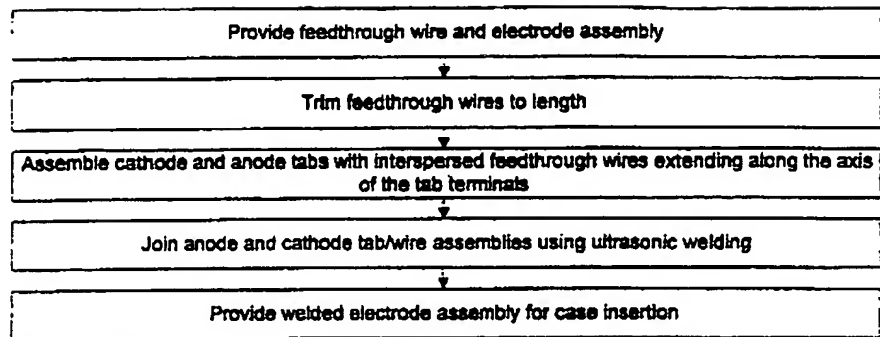 Provide feedthrough wire and electrode assembly
Trim feedthrough wires to length
Assemble cathode and anode tabs with interspersed feedthrough wires extending along the axis
of the tab terminals
Join anode and cathode tab/wire assemblies using ultrasonic welding
Provide welded electrode assembly for case insertion